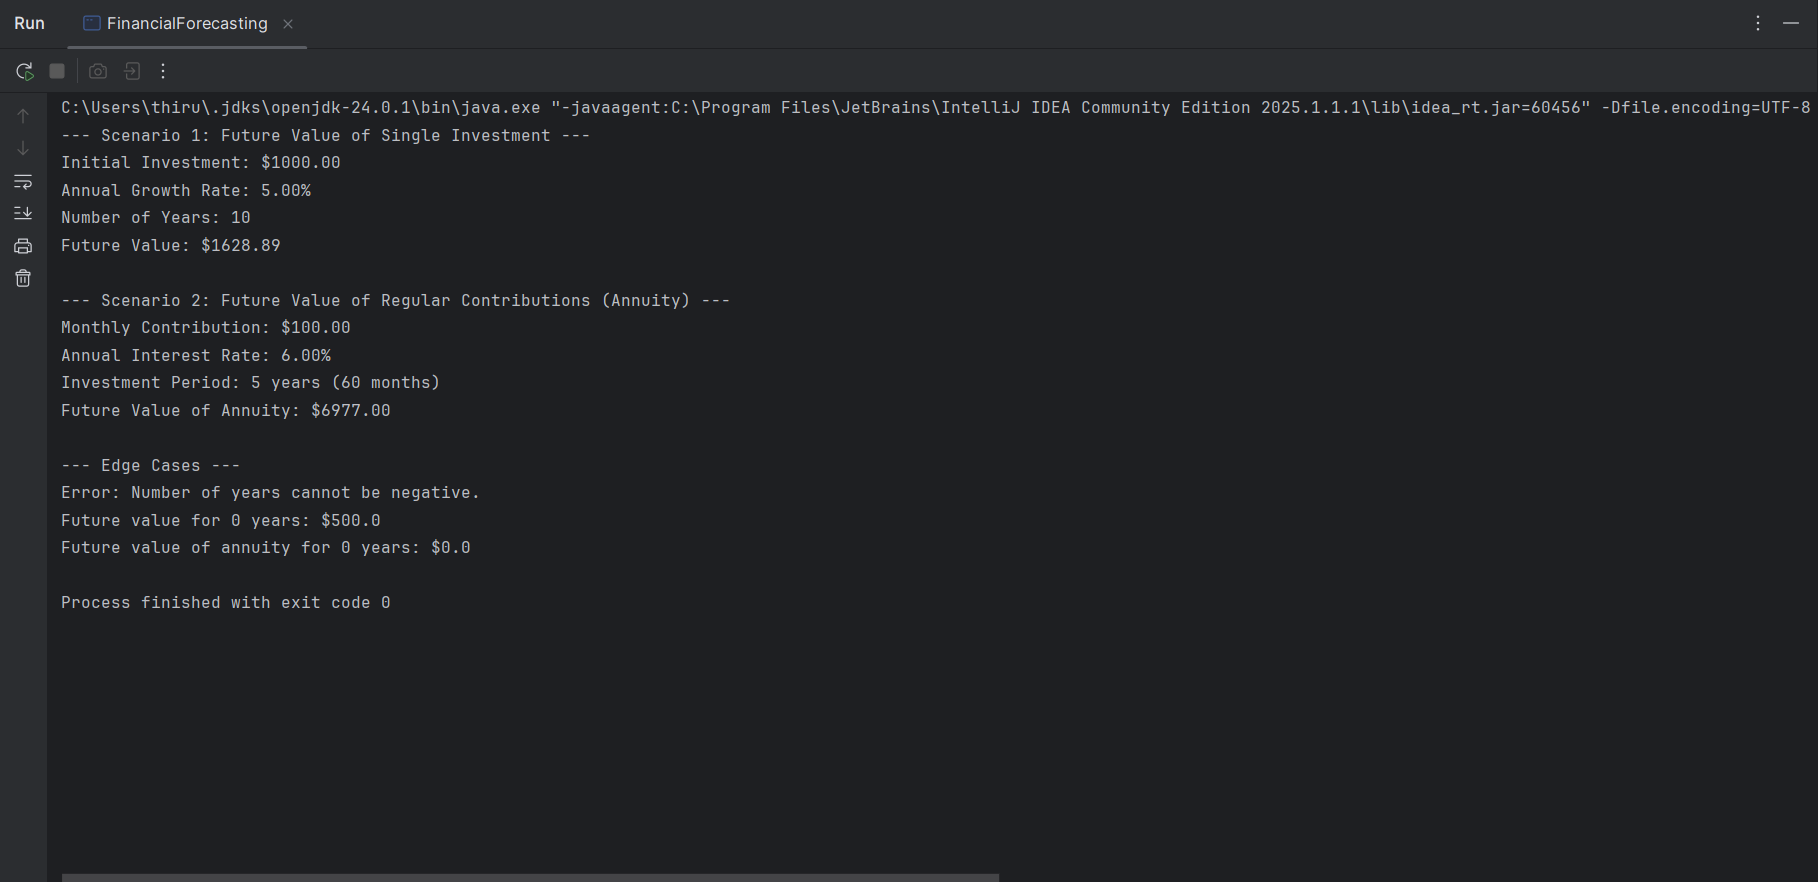 Run
FinancialForecasting
C:\Users\thiru\.jdks\openjdk-24.0.1\bin\java.exe "-javaagent:C:\Program Files\JetBrains\IntelliJ IDEA Community Edition 2025.1.1.1\lib\idea_rt.jar=60456" -Dfile.encoding=UTF-8
--- Scenario 1: Future Value of Single Investment ---
Initial Investment: $1000.00
Annual Growth Rate: 5.00%
Number of Years: 10
Future Value: $1628.89
--- Scenario 2: Future Value of Regular Contributions (Annuity) ---
Monthly Contribution: $100.00
Annual Interest Rate: 6.00%
Investment Period: 5 years (60 months)
Future Value of Annuity: $6977.00
--- Edge Cases ---
Error: Number of years cannot be negative.
Future value for 0 years: $500.0
Future value of annuity for 0 years: $0.0
Process finished with exit code 0